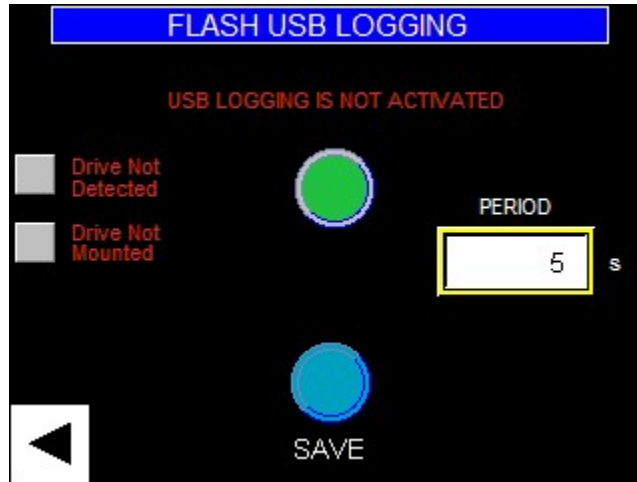 FLASH USB LOGGING
USB LOGGING IS NOT ACTIVATED
Drive Not
Detected
Drive Not
Mounted
PERIOD
5 s
SAVE